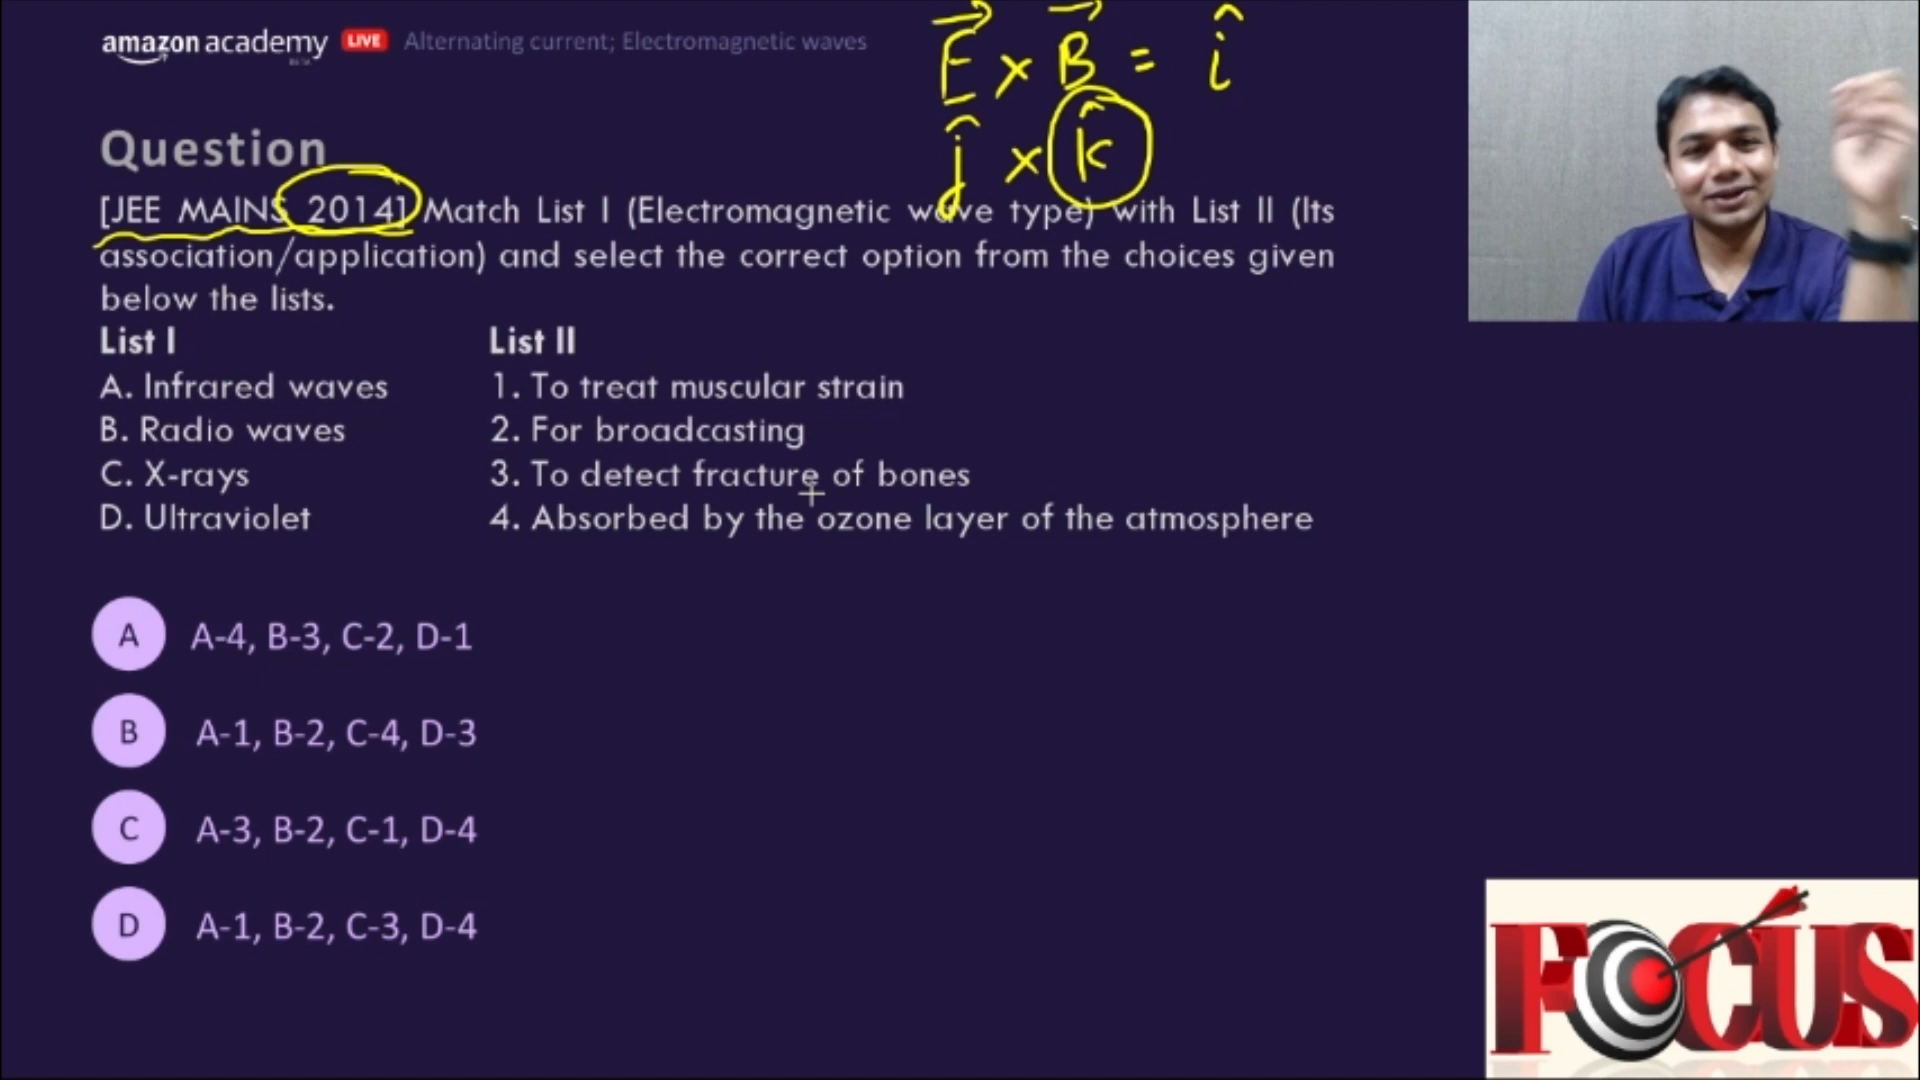 amazon academy LIVE Alternating current; Electromagnetic waves
BETA
E × B = î
ĵ × k̂
Question
[JEE MAINS 2014] Match List I (Electromagnetic wave type) with List II (Its
association/application) and select the correct option from the choices given
below the lists.
List I List II
A. Infrared waves 1. To treat muscular strain
B. Radio waves 2. For broadcasting
C. X-rays 3. To detect fracture of bones
D. Ultraviolet 4. Absorbed by the ozone layer of the atmosphere
A A-4, B-3, C-2, D-1
B A-1, B-2, C-4, D-3
C A-3, B-2, C-1, D-4
D A-1, B-2, C-3, D-4
FOCUS